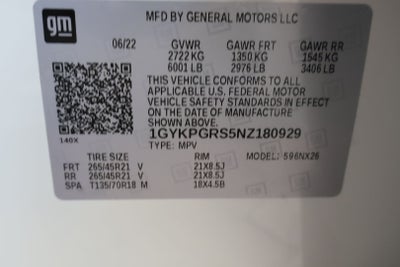 gm
MFD BY GENERAL MOTORS LLC
06/22 GVWR GAWR FRT GAWR RR
2722 KG 1350 KG 1545 KG
6001 LB 2976 LB 3406 LB
THIS VEHICLE CONFORMS TO ALL
APPLICABLE U.S. FEDERAL MOTOR
VEHICLE SAFETY STANDARDS IN EFFECT
ON THE DATE OF MANUFACTURE
SHOWN ABOVE.
1GYKPGRS5NZ180929
140X TYPE: MPV
TIRE SIZE RIM MODEL: 596NX26
FRT 265/45R21 V 21X8.5J
RR 265/45R21 V 21X8.5J
SPA T135/70R18 M 18X4.5B